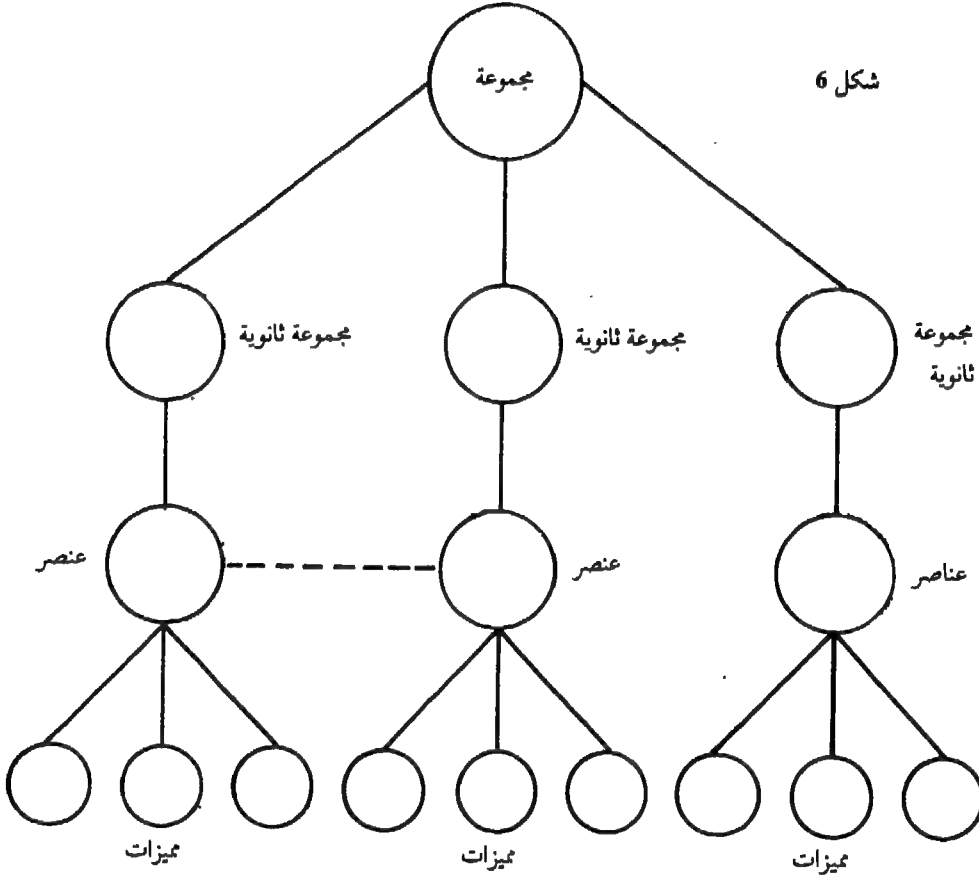 شكل 6
مجموعة
مجموعة ثانوية
مجموعة ثانوية
مجموعة
ثانوية
عناصر
عنصر
عنصر
مميزات
مميزات
مميزات